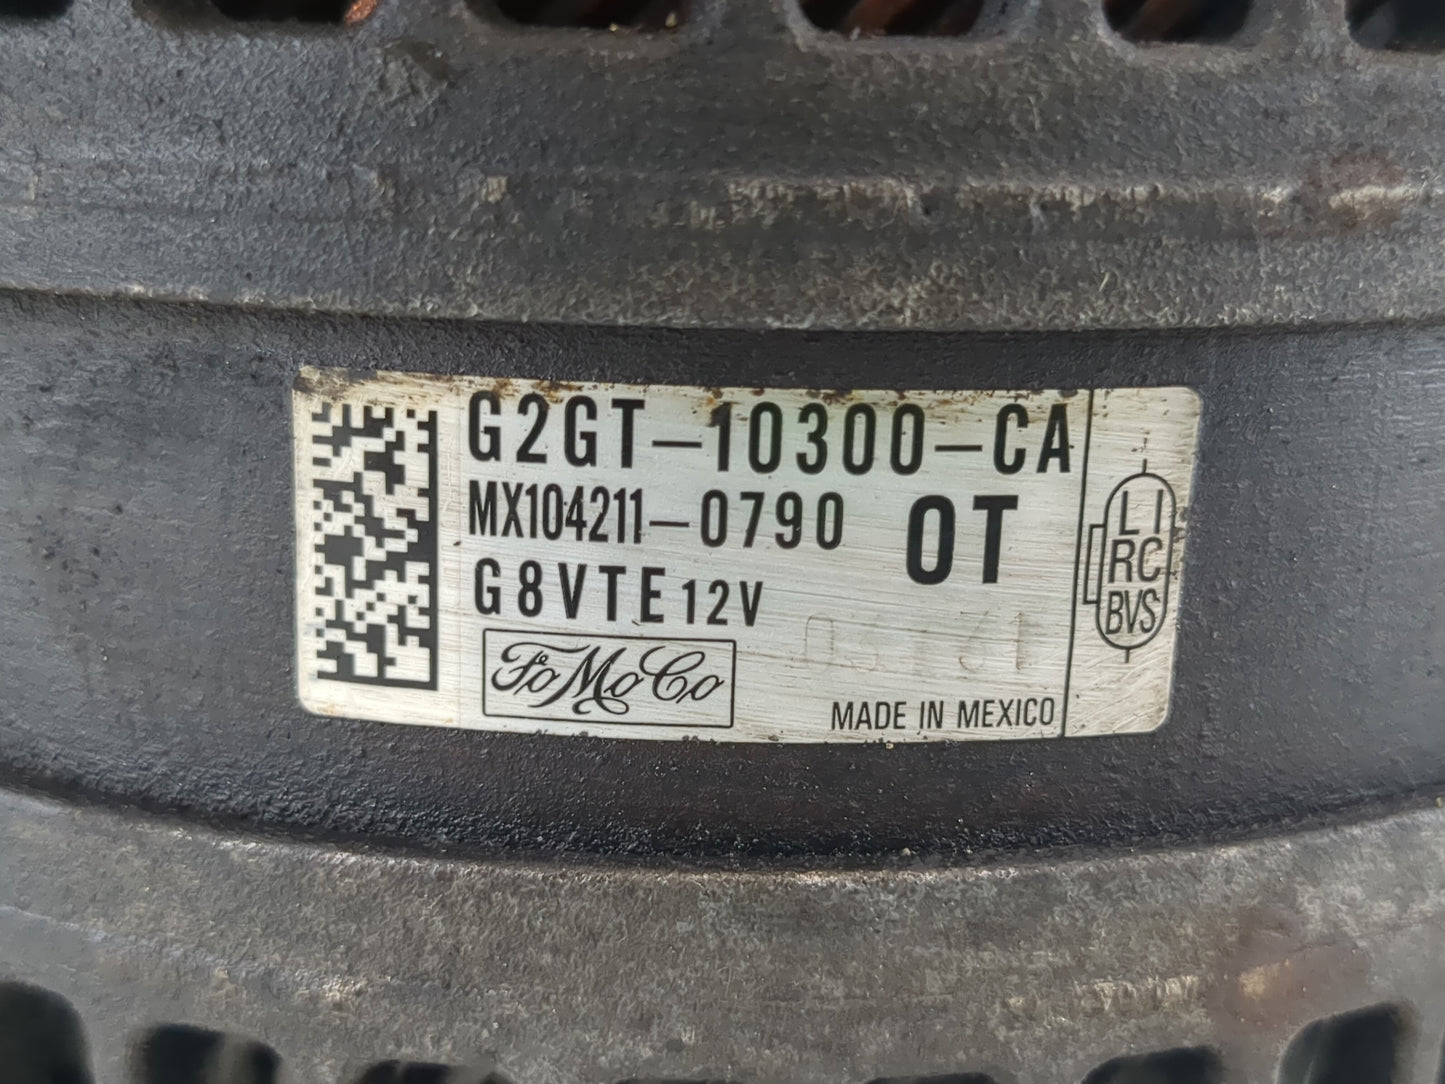 G2GT-10300-CA
MX104211-0790 OT
G8VTE 12V
FoMoCo
MADE IN MEXICO
LI
RC
BVS